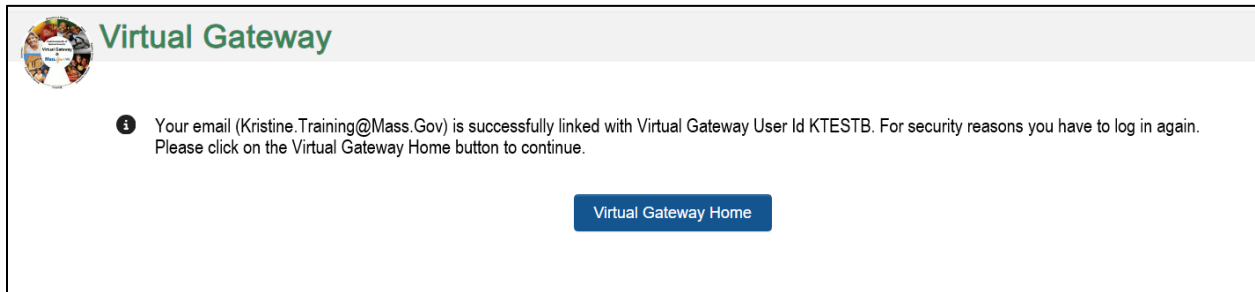 Virtual Gateway
Your email (Kristine.Training@Mass.Gov) is successfully linked with Virtual Gateway User Id KTESTB. For security reasons you have to log in again.
Please click on the Virtual Gateway Home button to continue.
Virtual Gateway Home